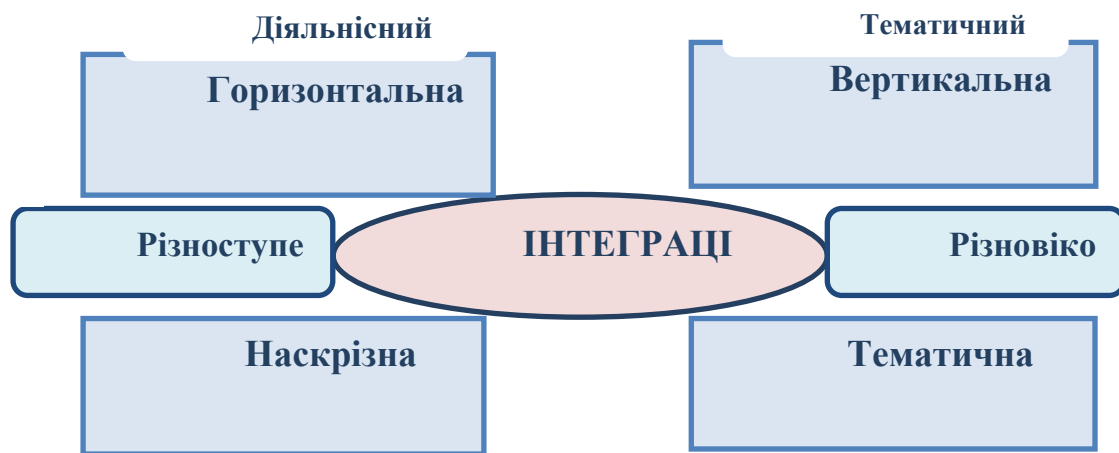 Діяльнісний
Тематичний
Горизонтальна
Вертикальна
Різноступе
ІНТЕГРАЦІ
Різновіко
Наскрізна
Тематична